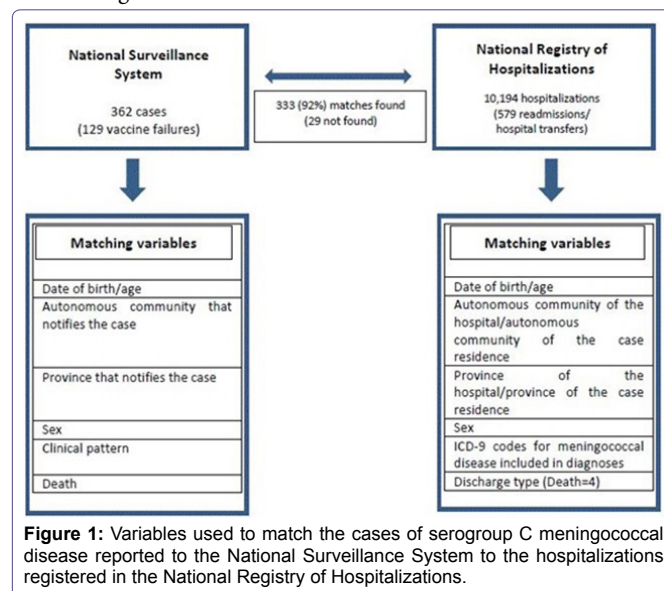 National Surveillance
System
362 cases
(129 vaccine failures)
333 (92%) matches found
(29 not found)
National Registry of
Hospitalizations
10,194 hospitalizations
(579 readmissions/
hospital transfers)
Matching variables
Date of birth/age
Autonomous community that
notifies the case
Province that notifies the case
Sex
Clinical pattern
Death
Matching variables
Date of birth/age
Autonomous community of the
hospital/autonomous
community of the case
residence
Province of the
hospital/province of the case
residence
Sex
ICD-9 codes for meningococcal
disease included in diagnoses
Discharge type (Death=4)
Figure 1: Variables used to match the cases of serogroup C meningococcal
disease reported to the National Surveillance System to the hospitalizations
registered in the National Registry of Hospitalizations.